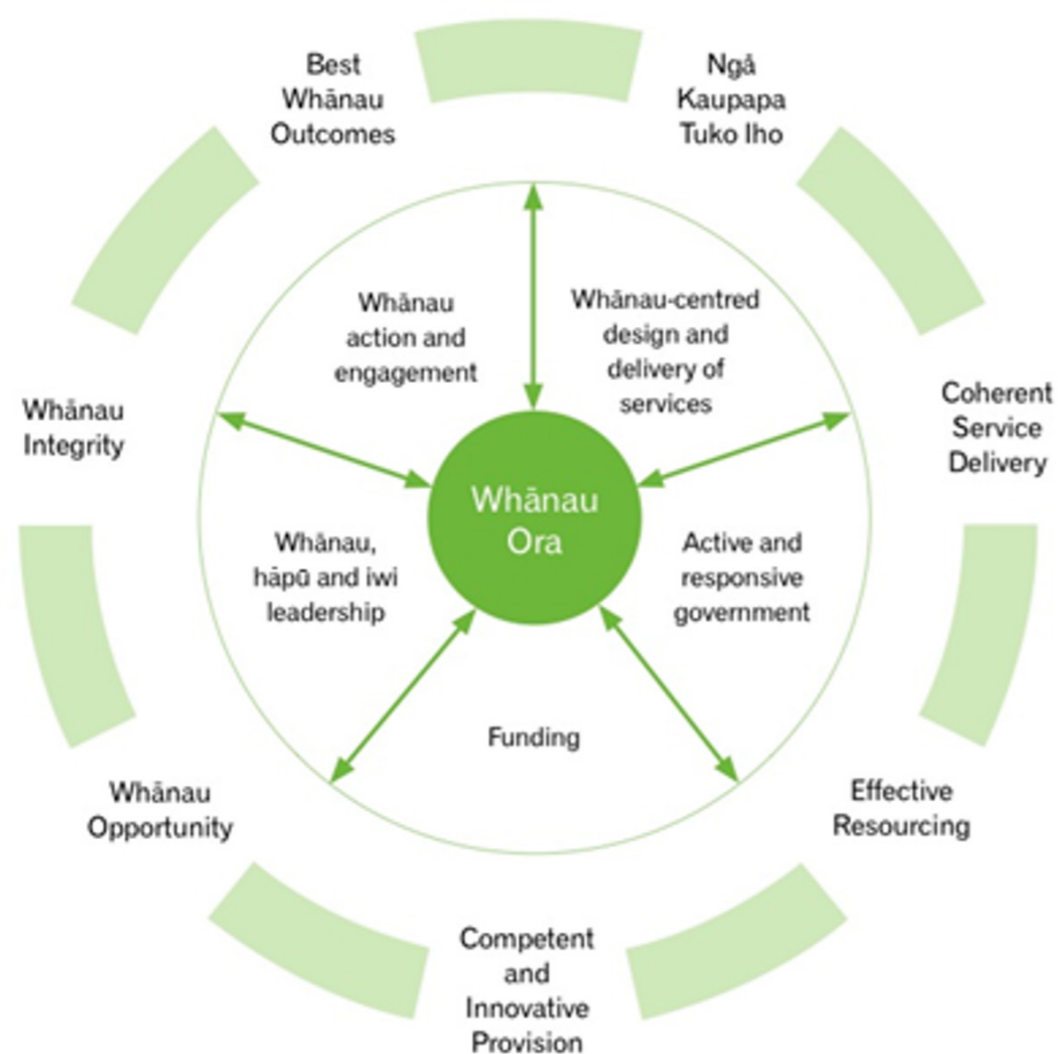 Best
Whānau
Outcomes
Ngā
Kaupapa
Tuko Iho
Whānau
action and
engagement
Whānau-centred
design and
delivery of
services
Whānau
Integrity
Coherent
Service
Delivery
Whānau
Ora
Whānau,
hāpū and iwi
leadership
Active and
responsive
government
Funding
Whānau
Opportunity
Effective
Resourcing
Competent
and
Innovative
Provision